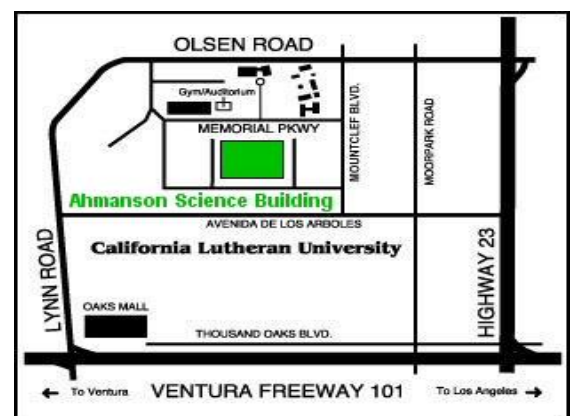 OLSEN ROAD
Gym/Auditorium
MEMORIAL PKWY
MOUNTCLEF BLVD.
MOORPARK ROAD
Ahmanson Science Building
AVENIDA DE LOS ARBOLES
California Lutheran University
LYNN ROAD
HIGHWAY 23
OAKS MALL
THOUSAND OAKS BLVD.
To Ventura
VENTURA FREEWAY 101
To Los Angeles